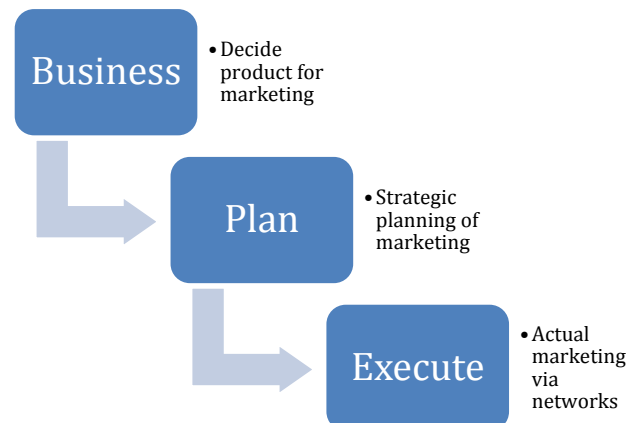 Business
• Decide
product for
marketing
Plan
• Strategic
planning of
marketing
Execute
• Actual
marketing
via
networks